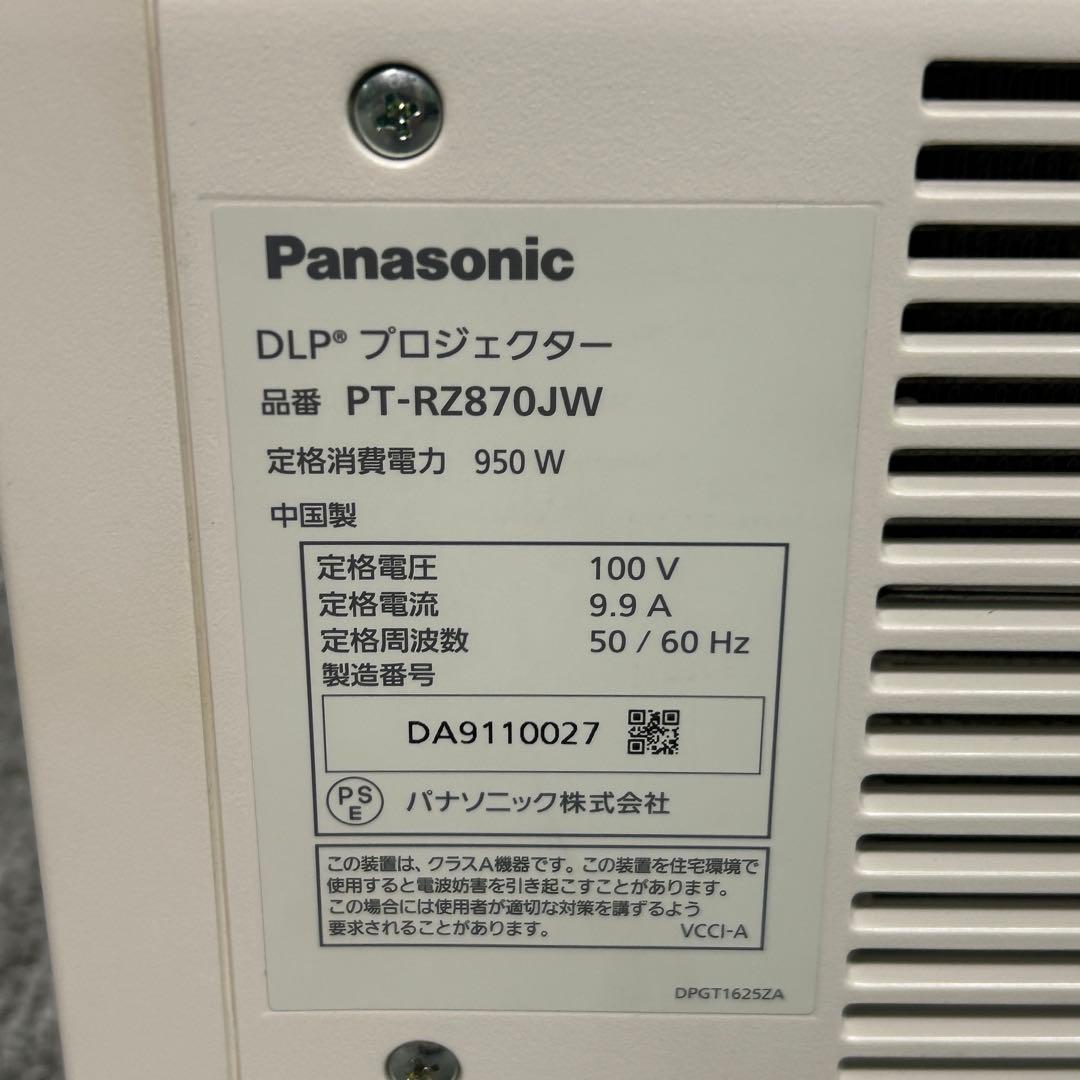 Panasonic
DLP® プロジェクター
品番 PT-RZ870JW
定格消費電力 950 W
中国製
定格電圧 100 V
定格電流 9.9 A
定格周波数 50 / 60 Hz
製造番号
DA9110027
PSE パナソニック株式会社
この装置は、クラスA機器です。この装置を住宅環境で
使用すると電波妨害を引き起こすことがあります。
この場合には使用者が適切な対策を講ずるよう
要求されることがあります。 VCCI-A
DPGT1625ZA